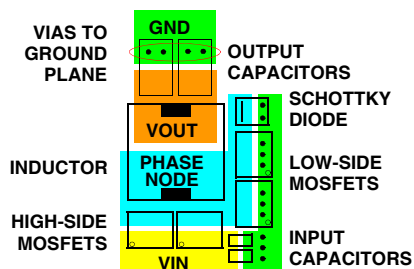 VIAS TO
GROUND
PLANE
GND
OUTPUT
CAPACITORS
SCHOTTKY
DIODE
VOUT
INDUCTOR
PHASE
NODE
LOW-SIDE
MOSFETS
HIGH-SIDE
MOSFETS
INPUT
CAPACITORS
VIN